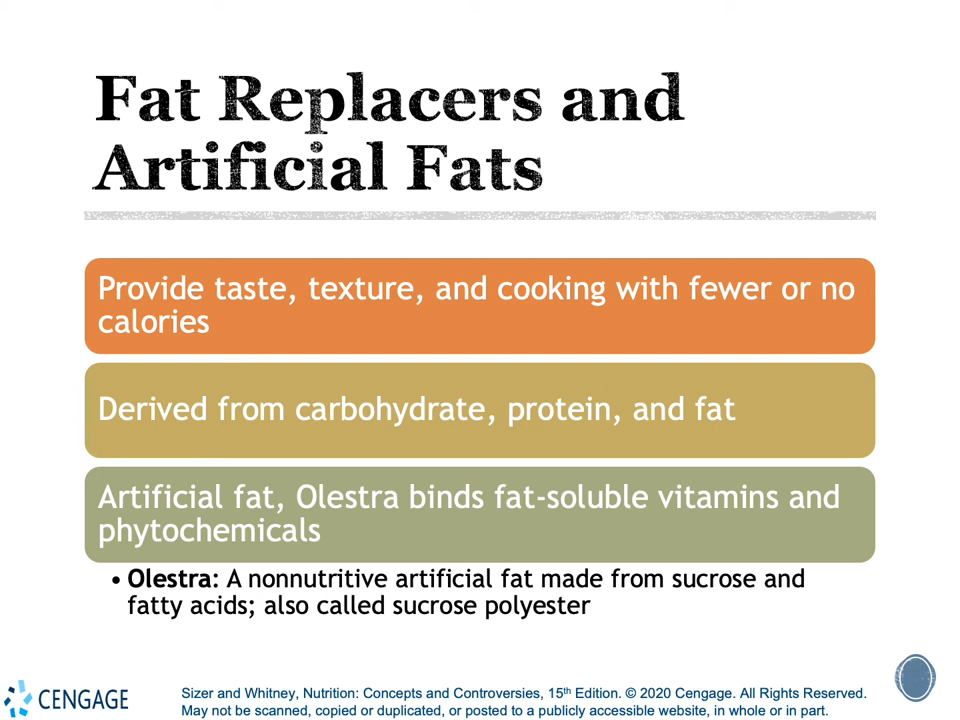 Fat Replacers and
Artificial Fats
Provide taste, texture, and cooking with fewer or no
calories
Derived from carbohydrate, protein, and fat
Artificial fat, Olestra binds fat-soluble vitamins and
phytochemicals
• Olestra: A nonnutritive artificial fat made from sucrose and
fatty acids; also called sucrose polyester
CENGAGE
Sizer and Whitney, Nutrition: Concepts and Controversies, 15th Edition. © 2020 Cengage. All Rights Reserved.
May not be scanned, copied or duplicated, or posted to a publicly accessible website, in whole or in part.